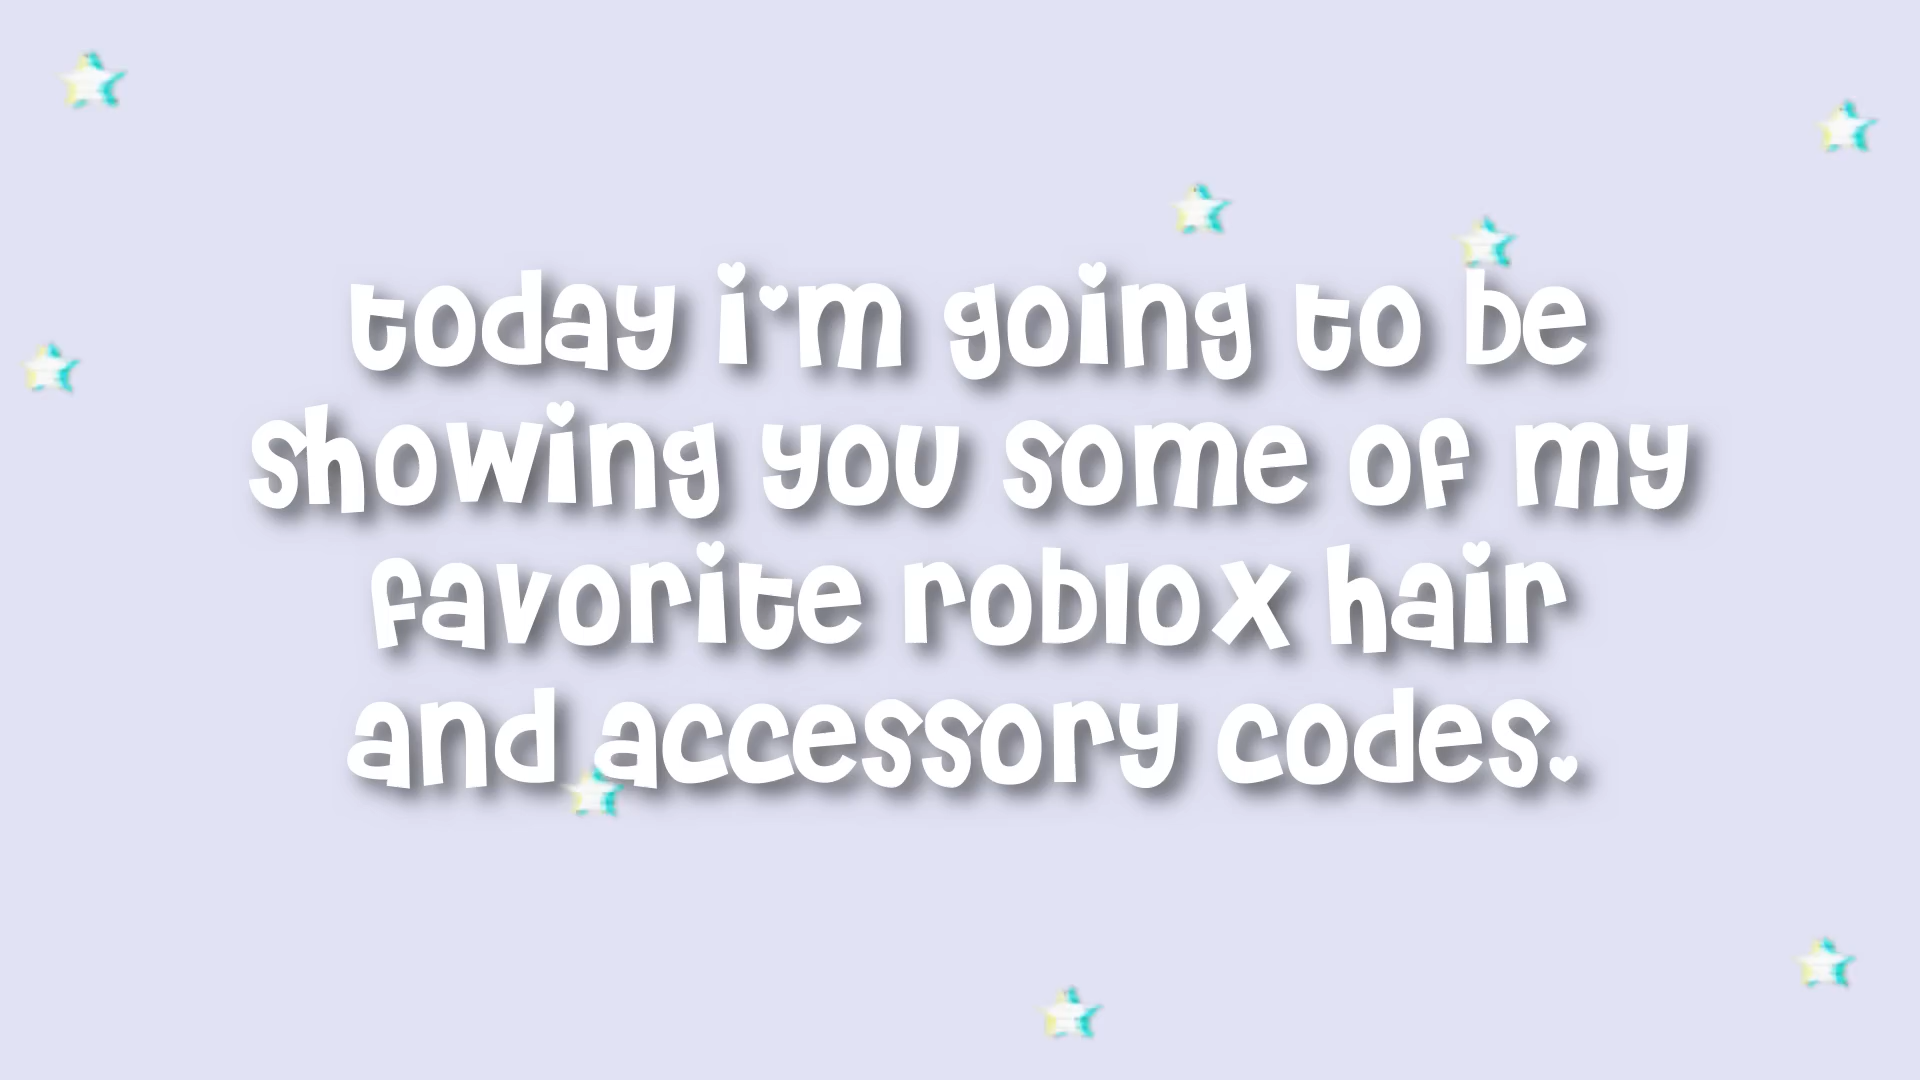 today i'm going to be
showing you some of my
favorite roblox hair
and accessory codes.